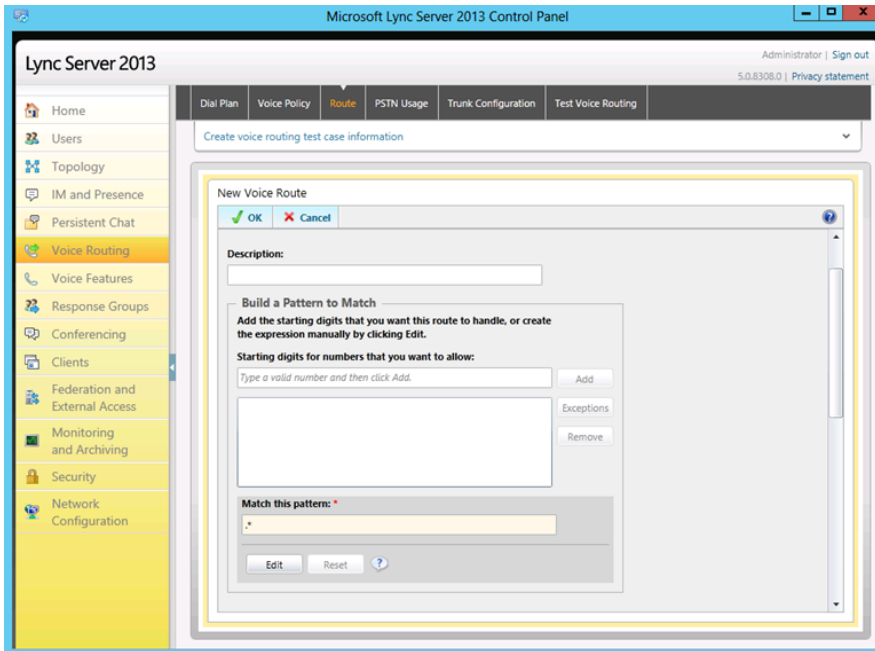 Microsoft Lync Server 2013 Control Panel
Lync Server 2013
Administrator | Sign out
5.0.8308.0 | Privacy statement
Home
Users
Topology
IM and Presence
Persistent Chat
Voice Routing
Voice Features
Response Groups
Conferencing
Clients
Federation and
External Access
Monitoring
and Archiving
Security
Network
Configuration
Dial Plan Voice Policy Route PSTN Usage Trunk Configuration Test Voice Routing
Create voice routing test case information
New Voice Route
OK Cancel
Description:
Build a Pattern to Match
Add the starting digits that you want this route to handle, or create
the expression manually by clicking Edit.
Starting digits for numbers that you want to allow:
Type a valid number and then click Add.
Add
Exceptions
Remove
Match this pattern: *
.*
Edit Reset ?